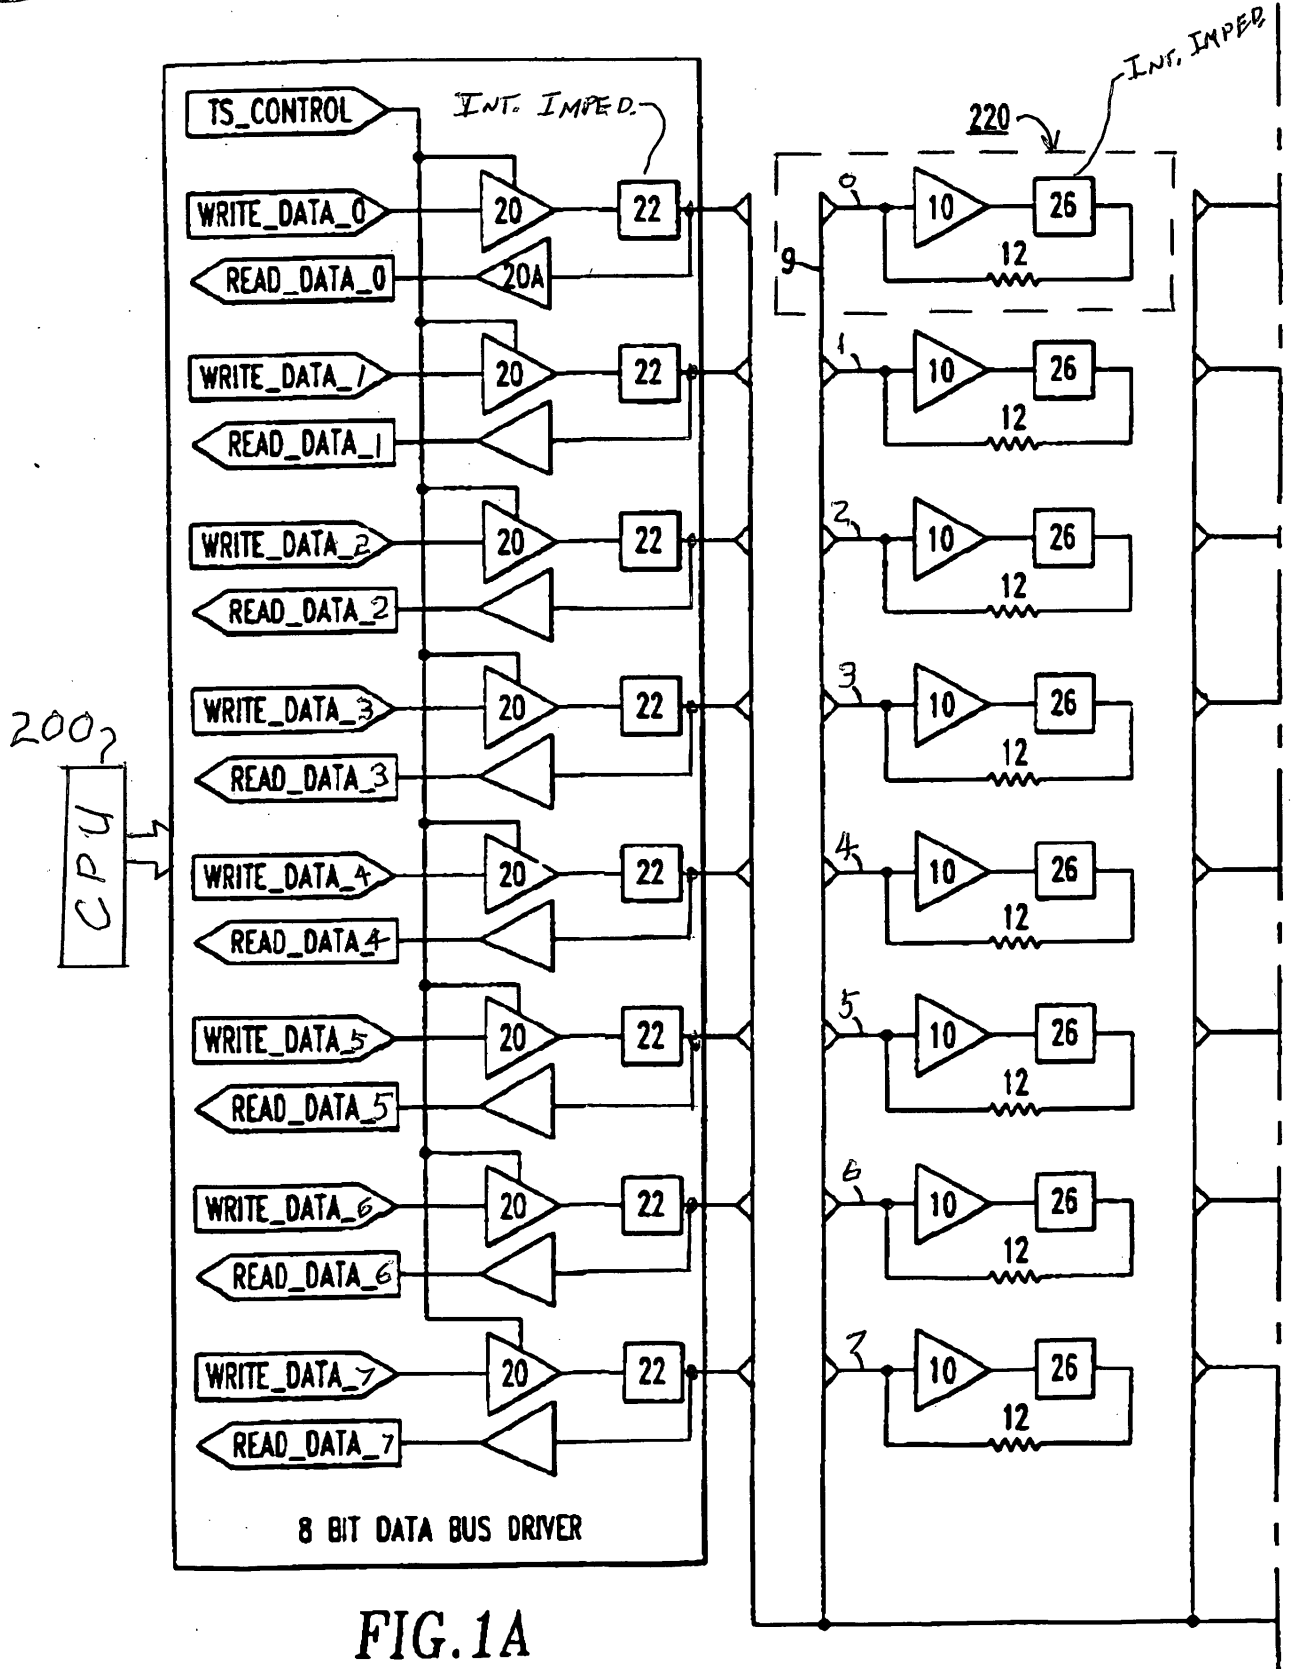 INT. IMPED.
TS_CONTROL
INT. IMPED.
220
WRITE_DATA_0
20
22
0
10
26
9
READ_DATA_0
20A
12
WRITE_DATA_1
20
22
1
10
26
READ_DATA_1
12
WRITE_DATA_2
20
22
2
10
26
READ_DATA_2
12
WRITE_DATA_3
20
22
3
10
26
200
READ_DATA_3
12
CPU
WRITE_DATA_4
20
22
4
10
26
READ_DATA_4
12
WRITE_DATA_5
20
22
5
10
26
READ_DATA_5
12
WRITE_DATA_6
20
22
6
10
26
READ_DATA_6
12
WRITE_DATA_7
20
22
7
10
26
READ_DATA_7
12
8 BIT DATA BUS DRIVER
FIG.1A